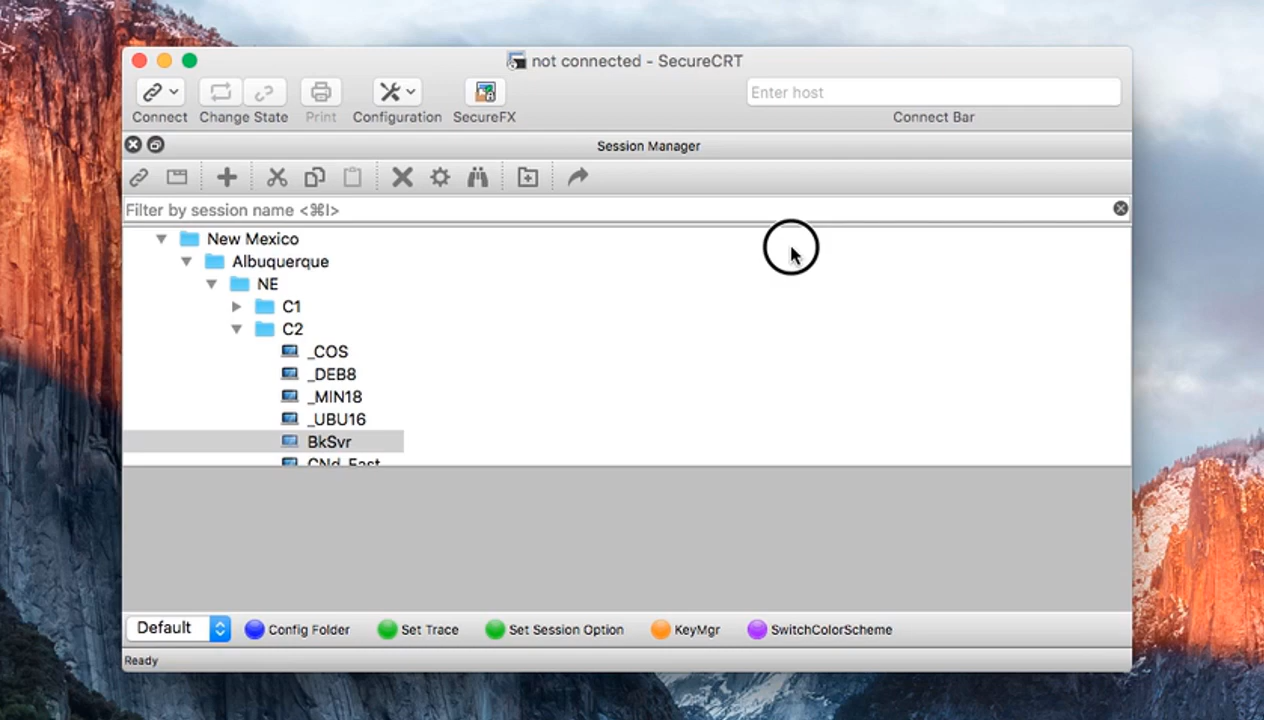 not connected - SecureCRT
Enter host
Connect Change State Print Configuration SecureFX Connect Bar
Session Manager
Filter by session name <⌘I>
New Mexico
Albuquerque
NE
C1
C2
_COS
_DEB8
_MIN18
_UBU16
BkSvr
CNd_East
Default Config Folder Set Trace Set Session Option KeyMgr SwitchColorScheme
Ready